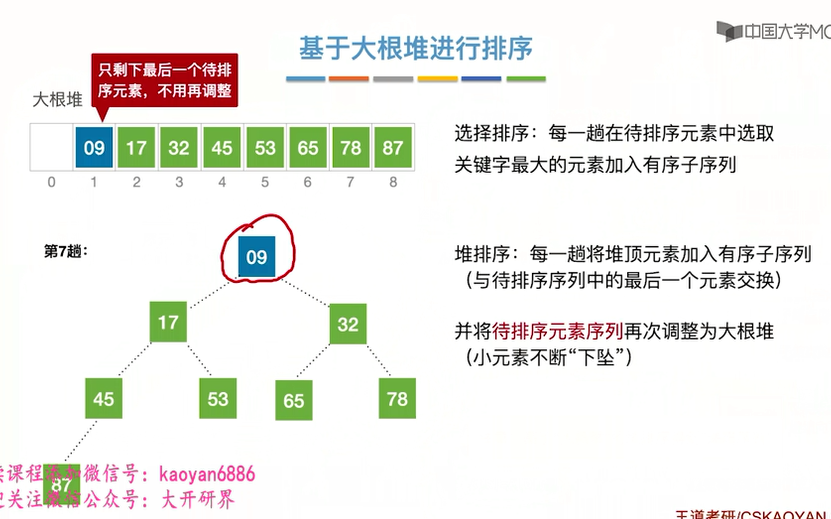 中国大学MO
基于大根堆进行排序
只剩下最后一个待排
序元素，不用再调整
大根堆
09 17 32 45 53 65 78 87
0 1 2 3 4 5 6 7 8
选择排序：每一趟在待排序元素中选取
关键字最大的元素加入有序子序列
第7趟：
09
17 32
45 53 65 78
87
堆排序：每一趟将堆顶元素加入有序子序列
（与待排序序列中的最后一个元素交换）
并将待排序元素序列再次调整为大根堆
（小元素不断“下坠”）
课程添加微信号：kaoyan6886
关注微信公众号：大开研界
王道考研/CSKAOYAN